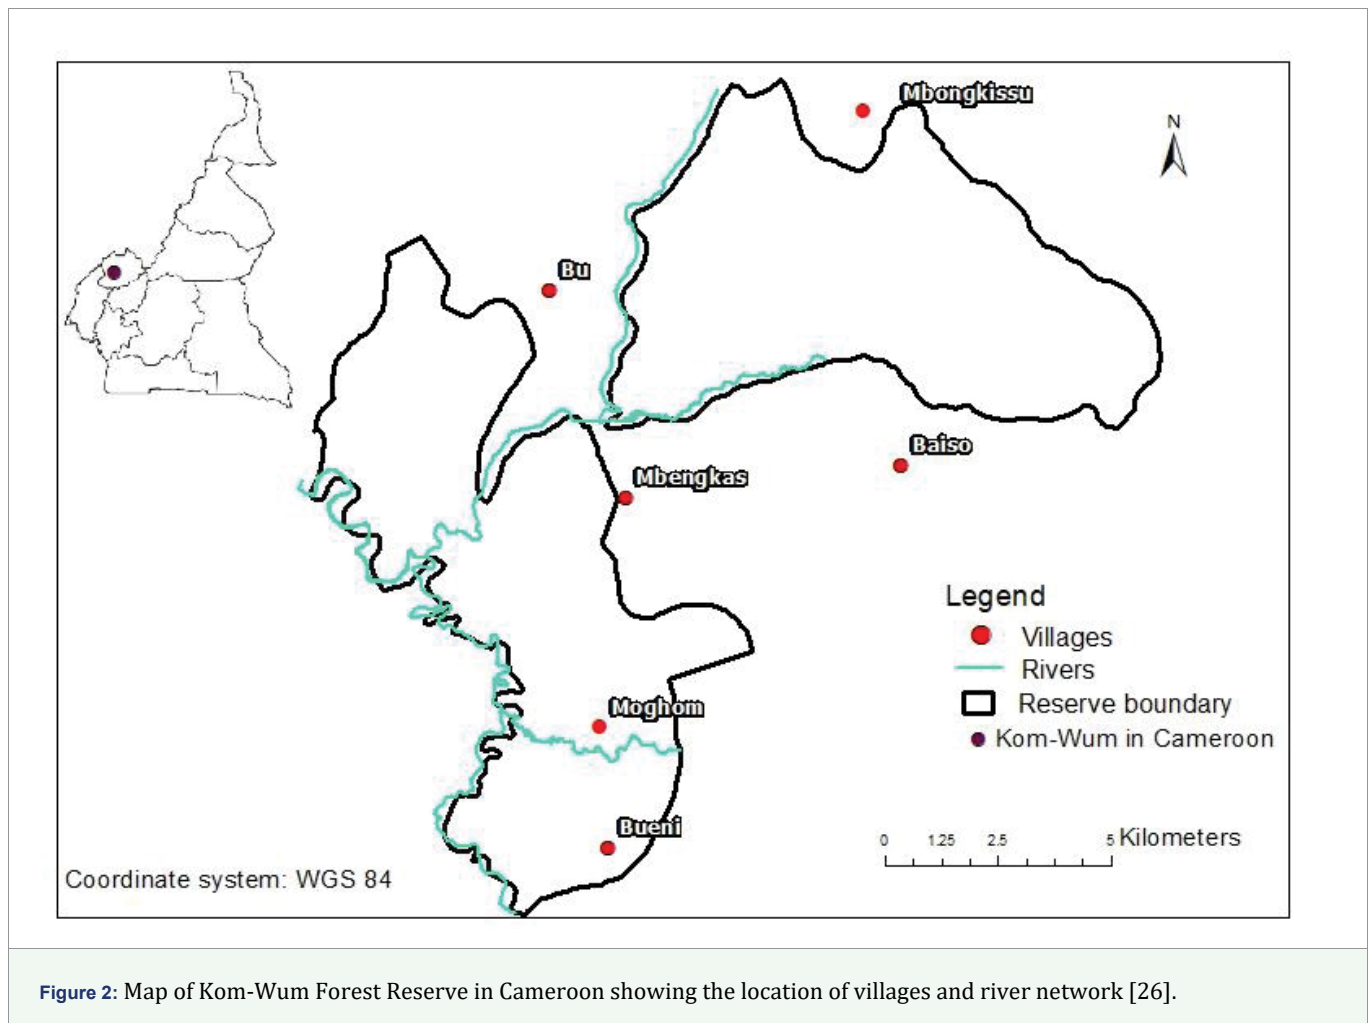 Mbongkissu
N
Bu
Baiso
Mbengkas
Legend
Villages
Rivers
Reserve boundary
Kom-Wum in Cameroon
Moghom
Bueni
0 1.25 2.5 5 Kilometers
Coordinate system: WGS 84
Figure 2: Map of Kom-Wum Forest Reserve in Cameroon showing the location of villages and river network [26].